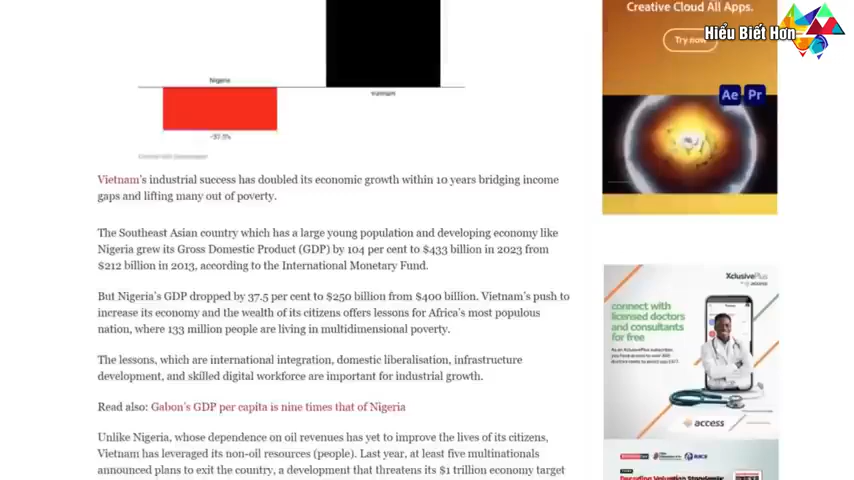 Creative Cloud All Apps.
Try now
Hiểu Biết Hơn
Nigeria
Vietnam
-37.5%
Ae Pr
Vietnam's industrial success has doubled its economic growth within 10 years bridging income
gaps and lifting many out of poverty.
The Southeast Asian country which has a large young population and developing economy like
Nigeria grew its Gross Domestic Product (GDP) by 104 per cent to $433 billion in 2023 from
$212 billion in 2013, according to the International Monetary Fund.
But Nigeria's GDP dropped by 37.5 per cent to $250 billion from $400 billion. Vietnam's push to
increase its economy and the wealth of its citizens offers lessons for Africa's most populous
nation, where 133 million people are living in multidimensional poverty.
The lessons, which are international integration, domestic liberalisation, infrastructure
development, and skilled digital workforce are important for industrial growth.
Read also: Gabon's GDP per capita is nine times that of Nigeria
Unlike Nigeria, whose dependence on oil revenues has yet to improve the lives of its citizens,
Vietnam has leveraged its non-oil resources (people). Last year, at least five multinationals
announced plans to exit the country, a development that threatens its $1 trillion economy target
XclusivePlus
connect with
licensed doctors
and consultants
for free
access